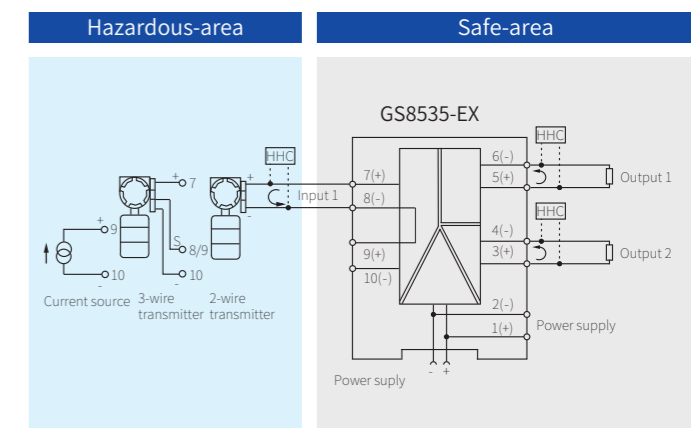 Hazardous-area
Safe-area
GS8535-EX
HHC
6(-)
5(+)
Output 1
HHC
4(-)
3(+)
Output 2
2(-)
1(+)
Power supply
Power suply
- +
7(+)
8(-)
9(+)
10(-)
HHC
Input 1
+
-
+
7
S
8/9
10
-
+
9
10
-
Current source
3-wire
transmitter
2-wire
transmitter